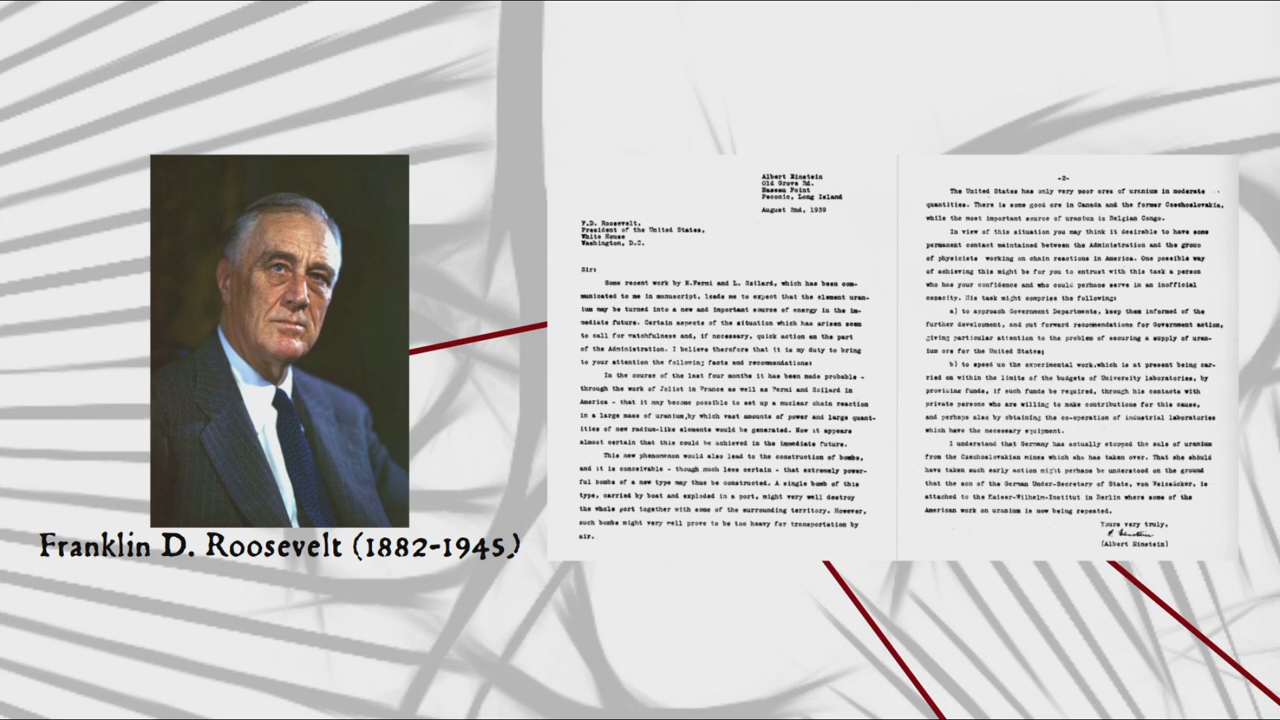 Franklin D. Roosevelt (1882-1945)
Albert Einstein
Old Grove Rd.
Nassau Point
Peconic, Long Island
August 2nd, 1939
F.D. Roosevelt,
President of the United States,
White House
Washington, D.C.
Sir:
Some recent work by E.Fermi and L. Szilard, which has been com-
municated to me in manuscript, leads me to expect that the element uran-
ium may be turned into a new and important source of energy in the im-
mediate future. Certain aspects of the situation which has arisen seem
to call for watchfulness and, if necessary, quick action on the part
of the Administration. I believe therefore that it is my duty to bring
to your attention the following facts and recommendations:
In the course of the last four months it has been made probable -
through the work of Joliot in France as well as Fermi and Szilard in
America - that it may become possible to set up a nuclear chain reaction
in a large mass of uranium,by which vast amounts of power and large quant-
ities of new radium-like elements would be generated. Now it appears
almost certain that this could be achieved in the immediate future.
This new phenomenon would also lead to the construction of bombs,
and it is conceivable - though much less certain - that extremely power-
ful bombs of a new type may thus be constructed. A single bomb of this
type, carried by boat and exploded in a port, might very well destroy
the whole port together with some of the surrounding territory. However,
such bombs might very well prove to be too heavy for transportation by
air.
-2-
The United States has only very poor ores of uranium in moderate
quantities. There is some good ore in Canada and the former Czechoslovakia,
while the most important source of uranium is Belgian Congo.
In view of this situation you may think it desirable to have some
permanent contact maintained between the Administration and the group
of physicists working on chain reactions in America. One possible way
of achieving this might be for you to entrust with this task a person
who has your confidence and who could perhaps serve in an inofficial
capacity. His task might comprise the following:
a) to approach Government Departments, keep them informed of the
further development, and put forward recommendations for Government action,
giving particular attention to the problem of securing a supply of uran-
ium ore for the United States;
b) to speed up the experimental work,which is at present being car-
ried on within the limits of the budgets of University laboratories, by
providing funds, if such funds be required, through his contacts with
private persons who are willing to make contributions for this cause,
and perhaps also by obtaining the co-operation of industrial laboratories
which have the necessary equipment.
I understand that Germany has actually stopped the sale of uranium
from the Czechoslovakian mines which she has taken over. That she should
have taken such early action might perhaps be understood on the ground
that the son of the German Under-Secretary of State, von Weizsäcker, is
attached to the Kaiser-Wilhelm-Institut in Berlin where some of the
American work on uranium is now being repeated.
Yours very truly,
A. Einstein
(Albert Einstein)